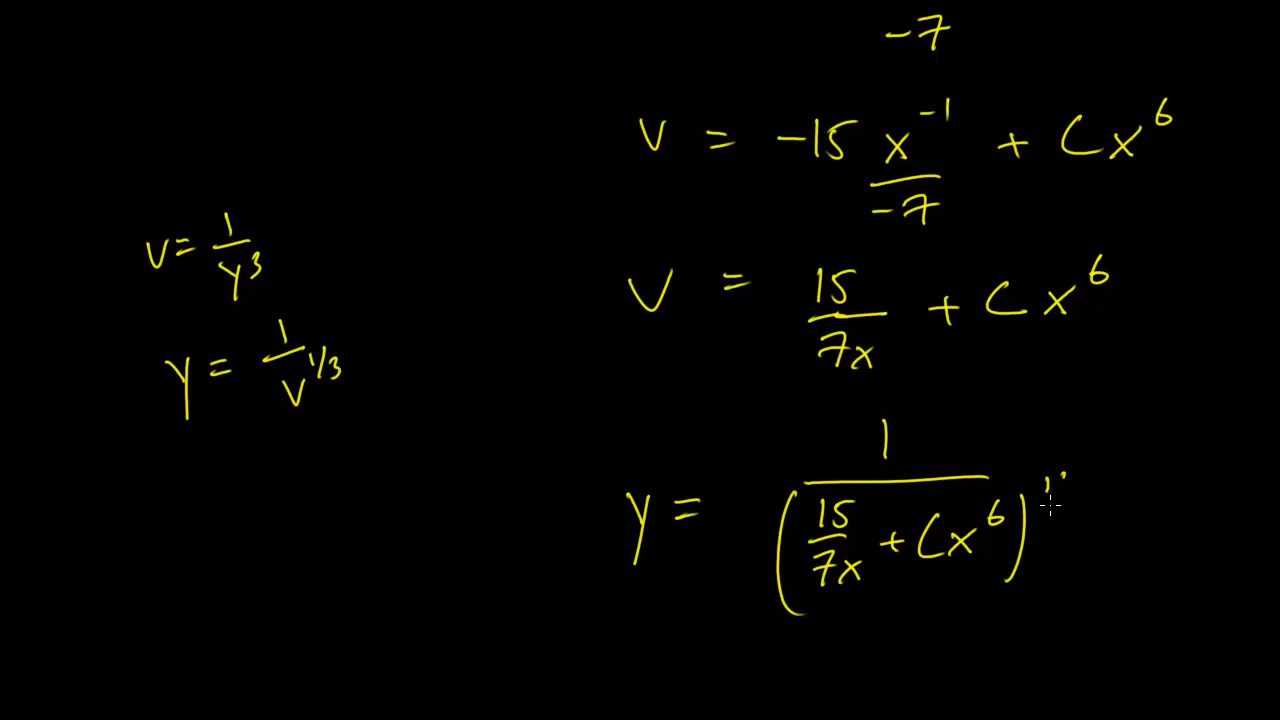 -7
v = -15 x^-1 / -7 + Cx^6
v = 1/y^3
v = 15/7x + Cx^6
y = 1/v^1/3
y = 1/(15/7x + Cx^6)^1